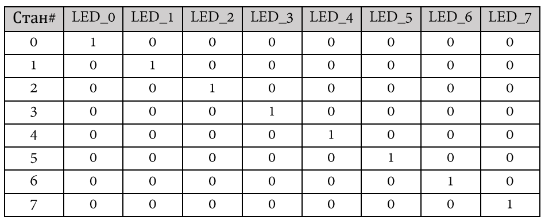 Стан# LED_0 LED_1 LED_2 LED_3 LED_4 LED_5 LED_6 LED_7
0 1 0 0 0 0 0 0 0
1 0 1 0 0 0 0 0 0
2 0 0 1 0 0 0 0 0
3 0 0 0 1 0 0 0 0
4 0 0 0 0 1 0 0 0
5 0 0 0 0 0 1 0 0
6 0 0 0 0 0 0 1 0
7 0 0 0 0 0 0 0 1